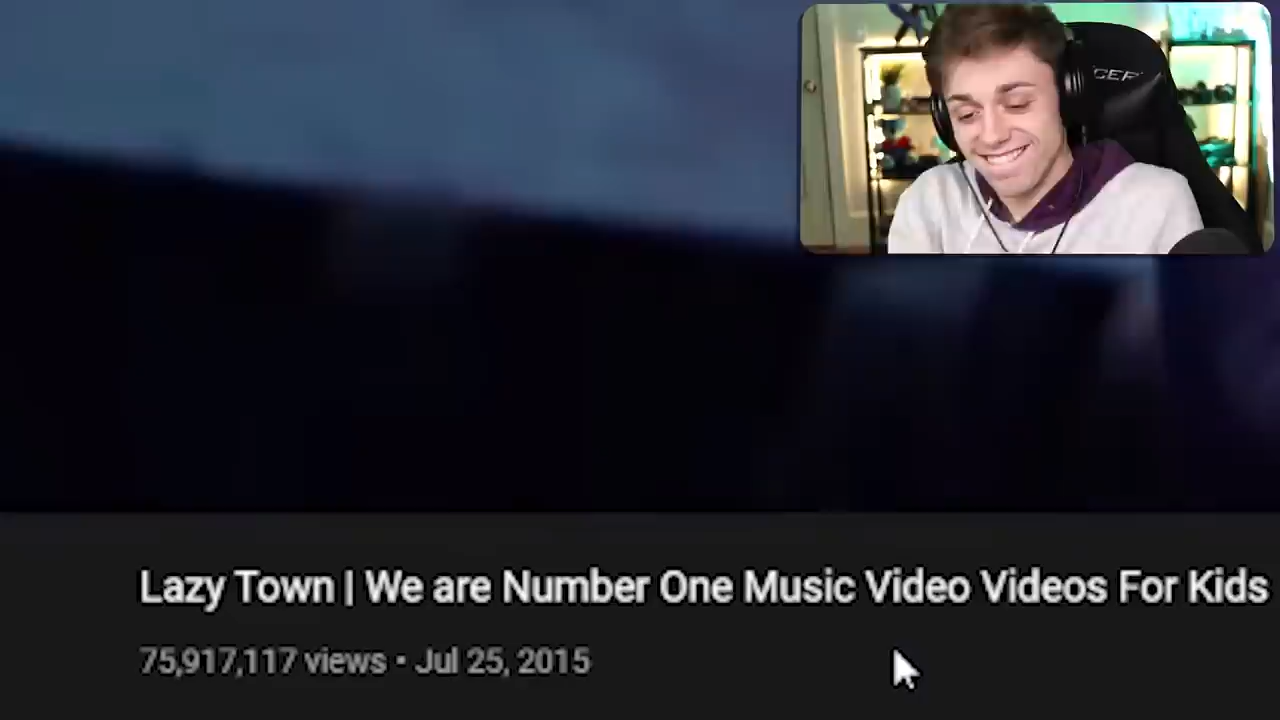 Lazy Town | We are Number One Music Video Videos For Kids
75,917,117 views • Jul 25, 2015